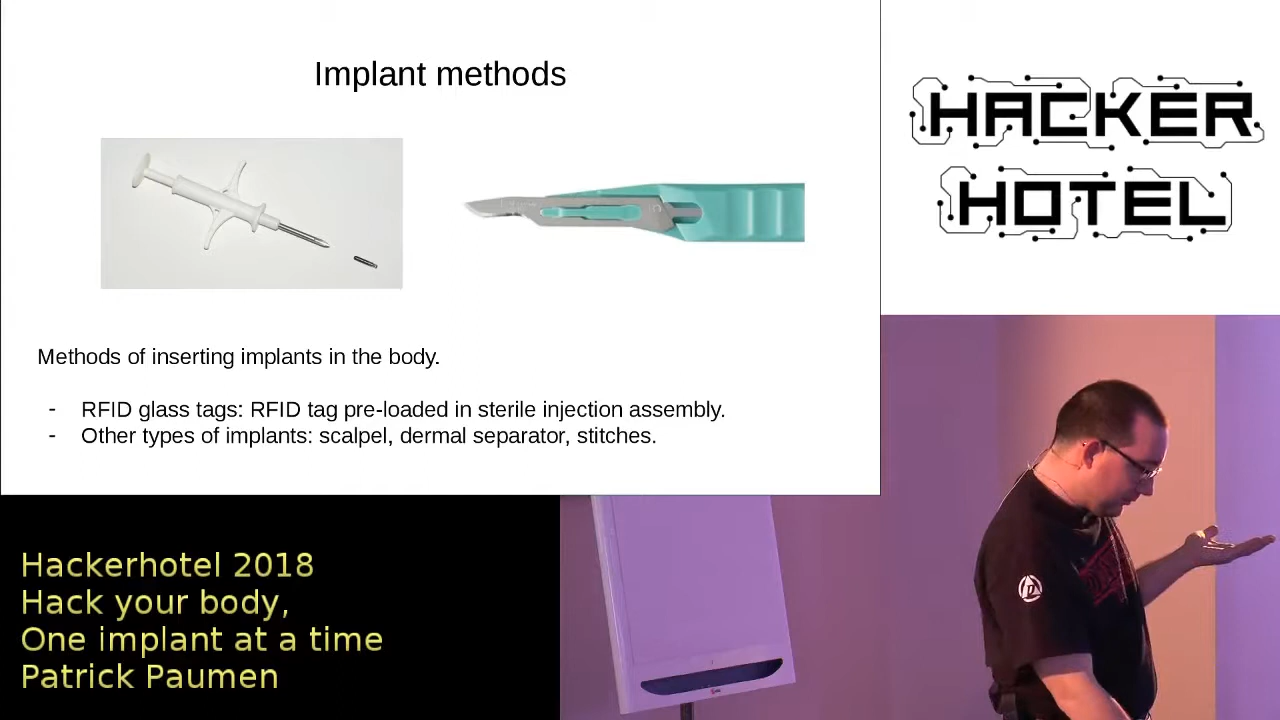 Implant methods
Methods of inserting implants in the body.
- RFID glass tags: RFID tag pre-loaded in sterile injection assembly.
- Other types of implants: scalpel, dermal separator, stitches.
HACKER
HOTEL
Hackerhotel 2018
Hack your body,
One implant at a time
Patrick Paumen